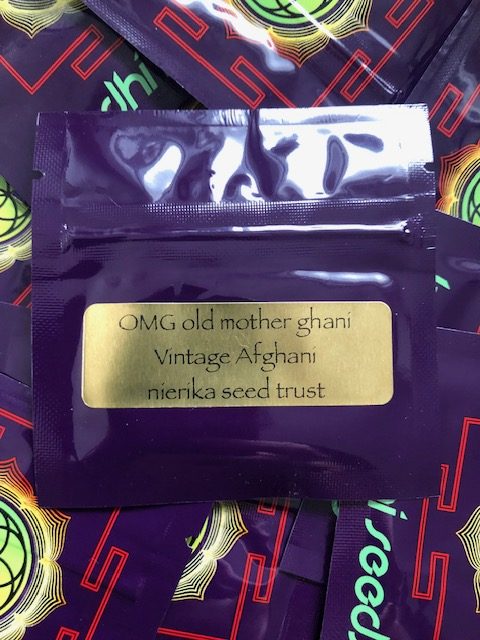 OMG old mother ghani
Vintage Afghani
nierika seed trust